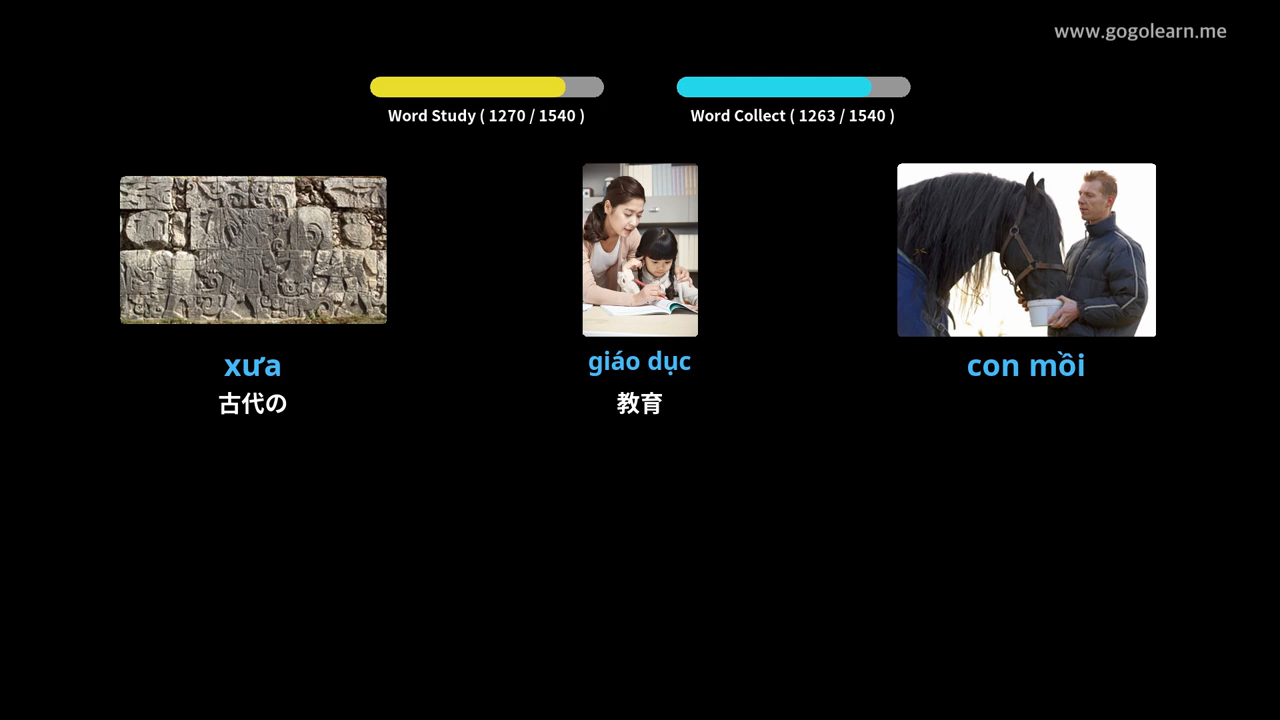 www.gogolearn.me
Word Study ( 1270 / 1540 )
Word Collect ( 1263 / 1540 )
xưa
古代の
giáo dục
教育
con mồi